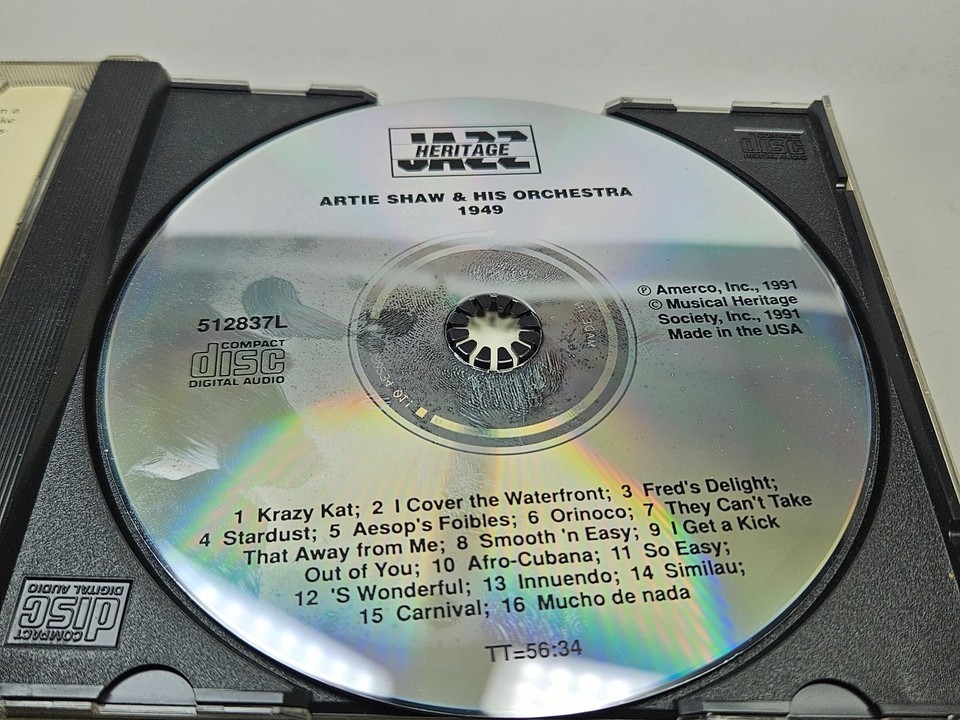 JAZZ
HERITAGE
ARTIE SHAW & HIS ORCHESTRA
1949
COMPACT
disc
DIGITAL AUDIO
512837L
COMPACT
disc
DIGITAL AUDIO
℗ Amerco, Inc., 1991
© Musical Heritage
Society, Inc., 1991
Made in the USA
1 Krazy Kat; 2 I Cover the Waterfront; 3 Fred's Delight;
4 Stardust; 5 Aesop's Foibles; 6 Orinoco; 7 They Can't Take
That Away from Me; 8 Smooth 'n Easy; 9 I Get a Kick
Out of You; 10 Afro-Cubana; 11 So Easy;
12 'S Wonderful; 13 Innuendo; 14 Similau;
15 Carnival; 16 Mucho de nada
TT=56:34
COMPACT
disc
DIGITAL AUDIO